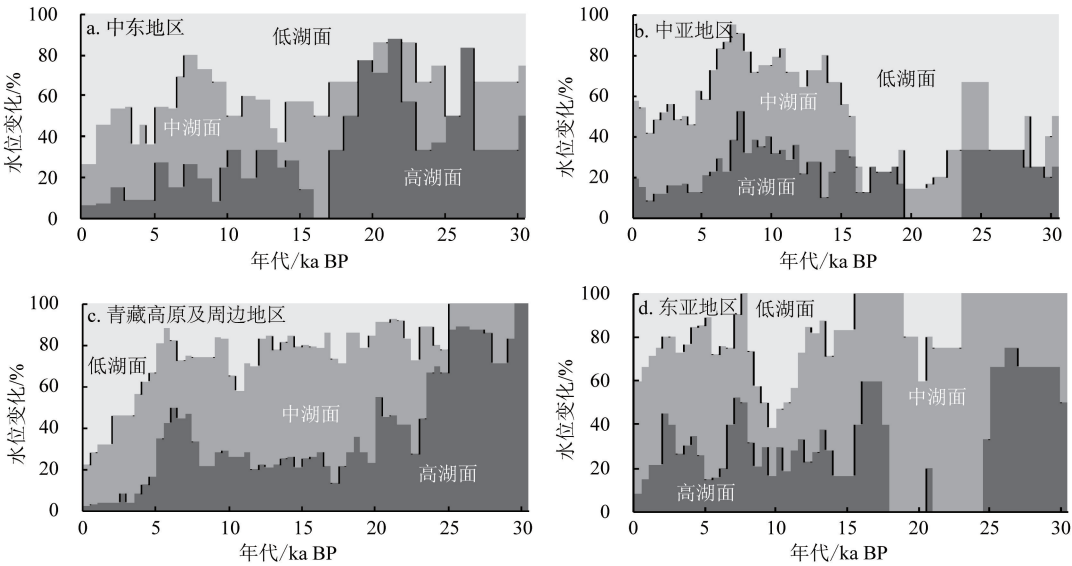 a. 中东地区
低湖面
中湖面
高湖面
水位变化/%
100
80
60
40
20
0
0 5 10 15 20 25 30
年代/ka BP
b. 中亚地区
低湖面
中湖面
高湖面
水位变化/%
100
80
60
40
20
0
0 5 10 15 20 25 30
年代/ka BP
c. 青藏高原及周边地区
低湖面
中湖面
高湖面
水位变化/%
100
80
60
40
20
0
0 5 10 15 20 25 30
年代/ka BP
d. 东亚地区
低湖面
中湖面
高湖面
水位变化/%
100
80
60
40
20
0
0 5 10 15 20 25 30
年代/ka BP